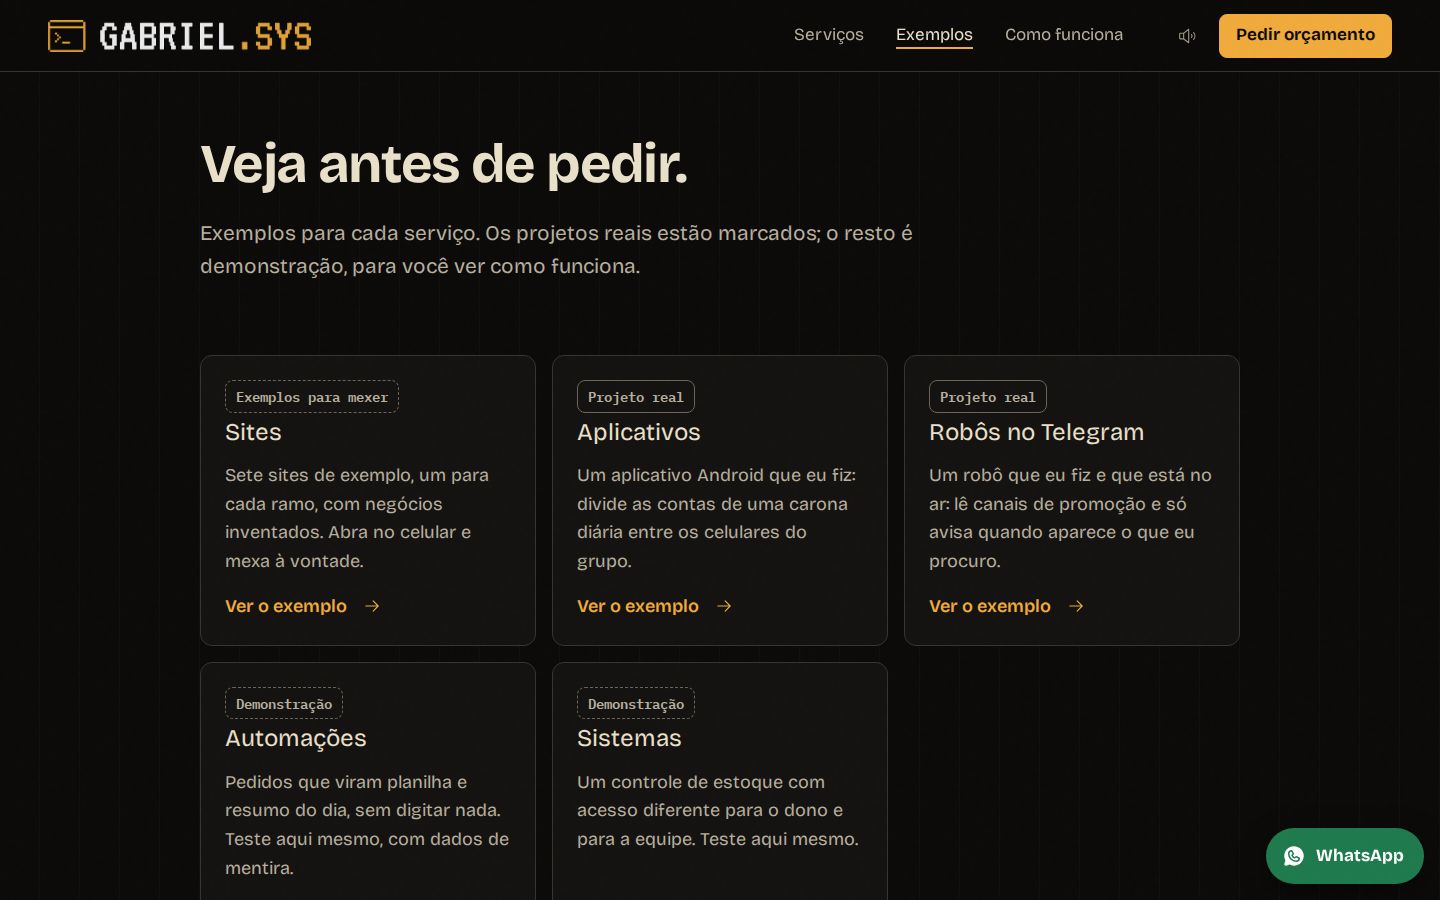 GABRIEL.SYS
Serviços
Exemplos
Como funciona
Pedir orçamento
Veja antes de pedir.
Exemplos para cada serviço. Os projetos reais estão marcados; o resto é
demonstração, para você ver como funciona.
Exemplos para mexer
Sites
Sete sites de exemplo, um para
cada ramo, com negócios
inventados. Abra no celular e
mexa à vontade.
Ver o exemplo →
Projeto real
Aplicativos
Um aplicativo Android que eu fiz:
divide as contas de uma carona
diária entre os celulares do
grupo.
Ver o exemplo →
Projeto real
Robôs no Telegram
Um robô que eu fiz e que está no
ar: lê canais de promoção e só
avisa quando aparece o que eu
procuro.
Ver o exemplo →
Demonstração
Automações
Pedidos que viram planilha e
resumo do dia, sem digitar nada.
Teste aqui mesmo, com dados de
mentira.
Demonstração
Sistemas
Um controle de estoque com
acesso diferente para o dono e
para a equipe. Teste aqui mesmo.
WhatsApp